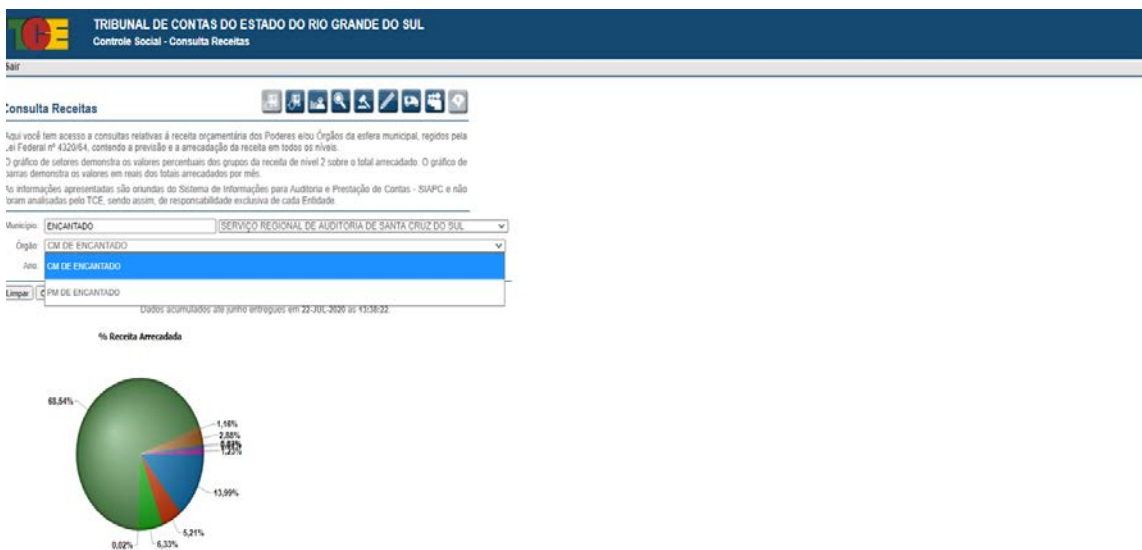 TCE
TRIBUNAL DE CONTAS DO ESTADO DO RIO GRANDE DO SUL
Controle Social - Consulta Receitas
Sair
Consulta Receitas
Aqui você tem acesso a consultas relativas à receita orçamentária dos Poderes e/ou Órgãos da esfera municipal, regidos pela
Lei Federal nº 4320/64, contendo a previsão e a arrecadação da receita em todos os níveis.
O gráfico de setores demonstra os valores percentuais dos grupos da receita de nível 2 sobre o total arrecadado. O gráfico de
barras demonstra os valores em reais dos totais arrecadados por mês.
As informações apresentadas são oriundas do Sistema de Informações para Auditoria e Prestação de Contas - SIAPC e não
foram analisadas pelo TCE, sendo assim, de responsabilidade exclusiva de cada Entidade.
Município: ENCANTADO SERVIÇO REGIONAL DE AUDITORIA DE SANTA CRUZ DO SUL
Órgão: CM DE ENCANTADO
Ano: CM DE ENCANTADO
Limpar PM DE ENCANTADO
Dados acumulados até junho entregues em 22-JUL-2020 às 13:38:22.
% Receita Arrecadada
68,54%
1,16%
2,88%
1,23%
13,99%
5,21%
6,33%
0,02%